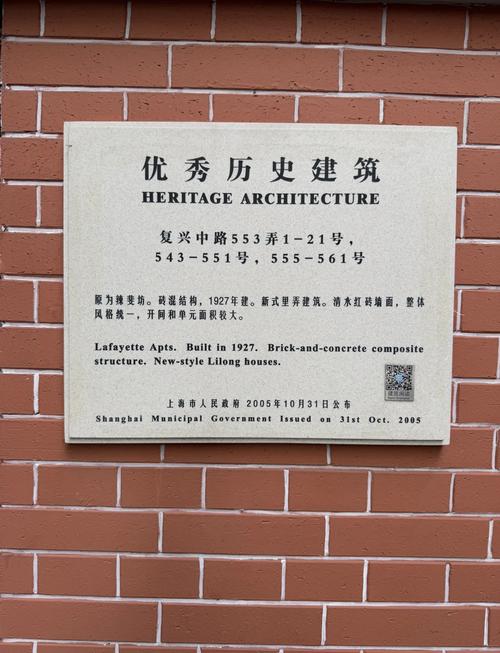 优秀历史建筑
HERITAGE ARCHITECTURE
复兴中路553弄1-21号，
543-551号，555-561号
原为辣斐坊。砖混结构，1927年建。新式里弄建筑。清水红砖墙面，整体
风格统一，开间和单元面积较大。
Lafayette Apts. Built in 1927. Brick-and-concrete composite
structure. New-style Lilong houses.
建筑阅读
上海市人民政府 2005年10月31日公布
Shanghai Municipal Government Issued on 31st Oct. 2005